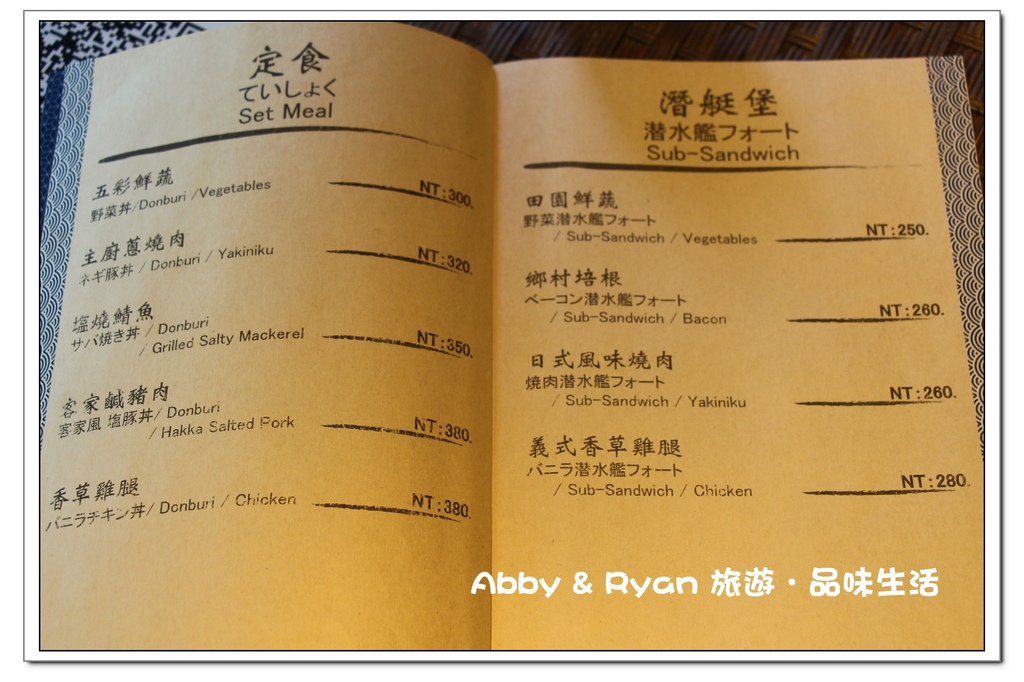 定食
ていしょく
Set Meal
五彩鮮蔬
野菜丼/Donburi /Vegetables
NT:300.
主廚蔥燒肉
ネギ豚丼 / Donburi / Yakiniku
NT:320.
塩燒鯖魚
サバ焼き丼 / Donburi
/ Grilled Salty Mackerel
NT:350.
客家鹹豬肉
客家風 塩豚丼/ Donburi
/ Hakka Salted Pork
NT:380.
香草雞腿
バニラチキン丼/ Donburi / Chicken
NT:380.
潛艇堡
潜水艦フォート
Sub-Sandwich
田園鮮蔬
野菜潜水艦フォート
/ Sub-Sandwich / Vegetables
NT:250.
鄉村培根
ベーコン潜水艦フォート
/ Sub-Sandwich / Bacon
NT:260.
日式風味燒肉
焼肉潜水艦フォート
/ Sub-Sandwich / Yakiniku
NT:260.
義式香草雞腿
バニラ潜水艦フォート
/ Sub-Sandwich / Chicken
NT:280.
Abby & Ryan 旅遊・品味生活